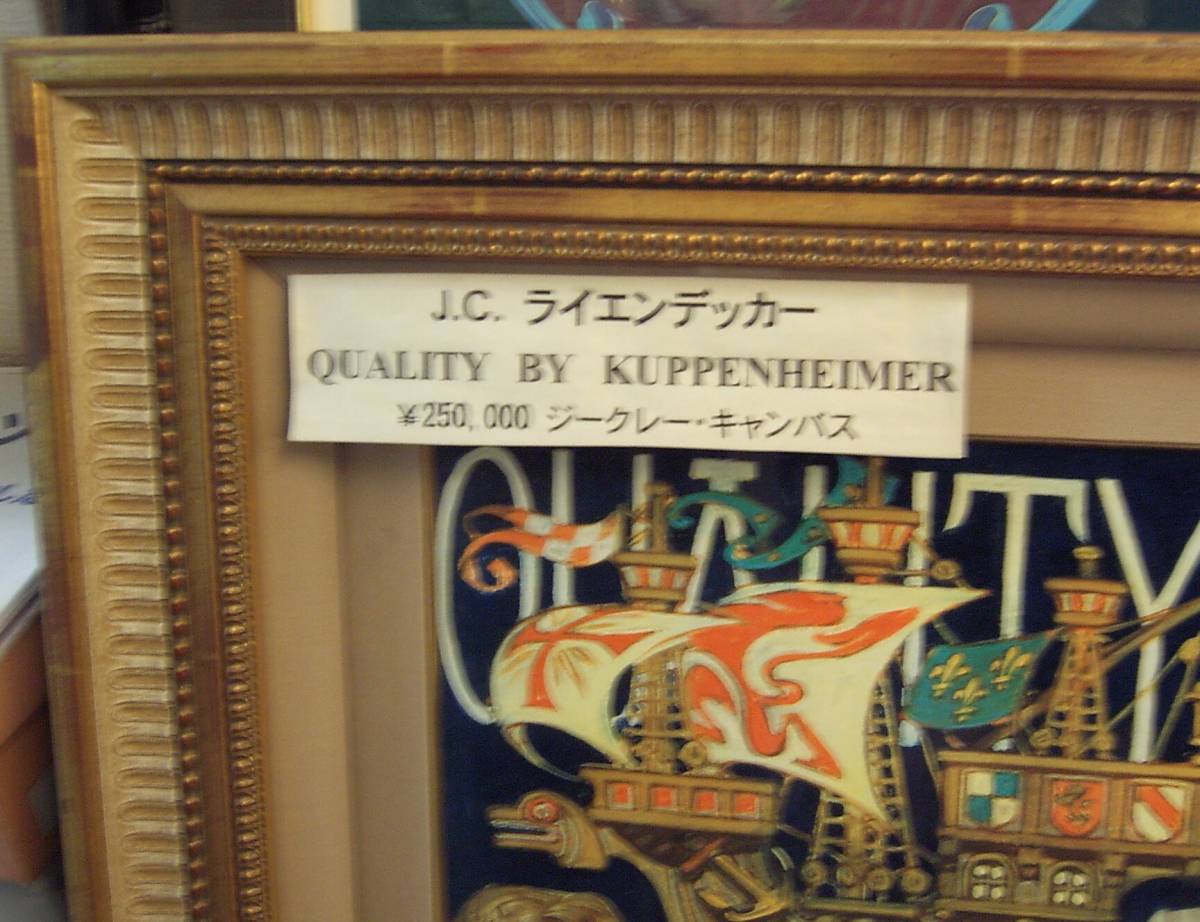 J.C. ライエンデッカー
QUALITY BY KUPPENHEIMER
¥250,000 ジークレー・キャンバス
QUALITY